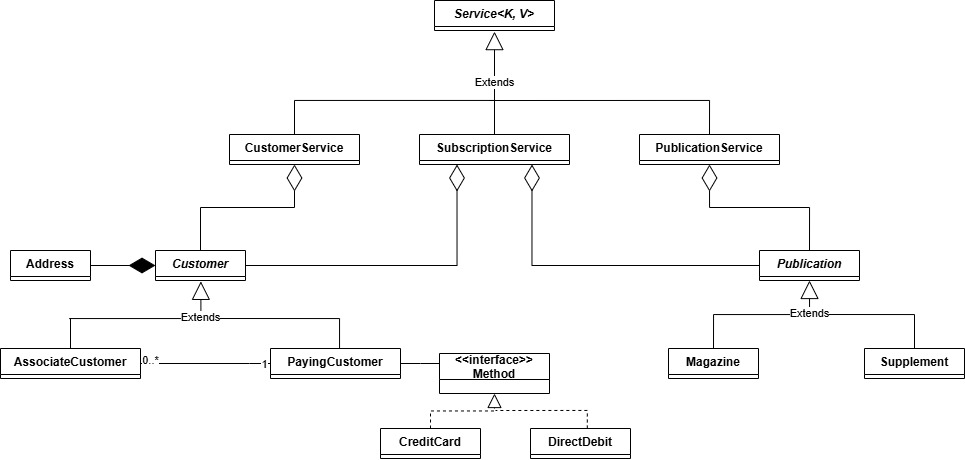 Service<K, V>
Extends
CustomerService
SubscriptionService
PublicationService
Address
Customer
Publication
Extends
Extends
AssociateCustomer
0..*
1
PayingCustomer
<<interface>>
Method
Magazine
Supplement
CreditCard
DirectDebit